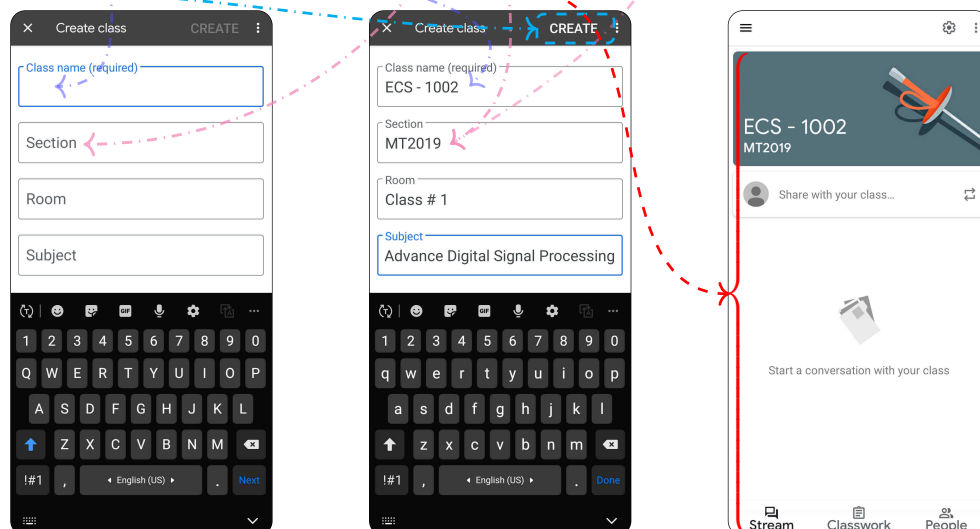 Create class CREATE
Class name (required)
Section
Room
Subject
GIF
1 2 3 4 5 6 7 8 9 0
Q W E R T Y U I O P
A S D F G H J K L
Z X C V B N M
!#1 , English (US) . Next
Create class CREATE
Class name (required)
ECS - 1002
Section
MT2019
Room
Class # 1
Subject
Advance Digital Signal Processing
GIF
1 2 3 4 5 6 7 8 9 0
q w e r t y u i o p
a s d f g h j k l
z x c v b n m
!#1 , English (US) . Done
ECS - 1002
MT2019
Share with your class...
Start a conversation with your class
Stream Classwork People